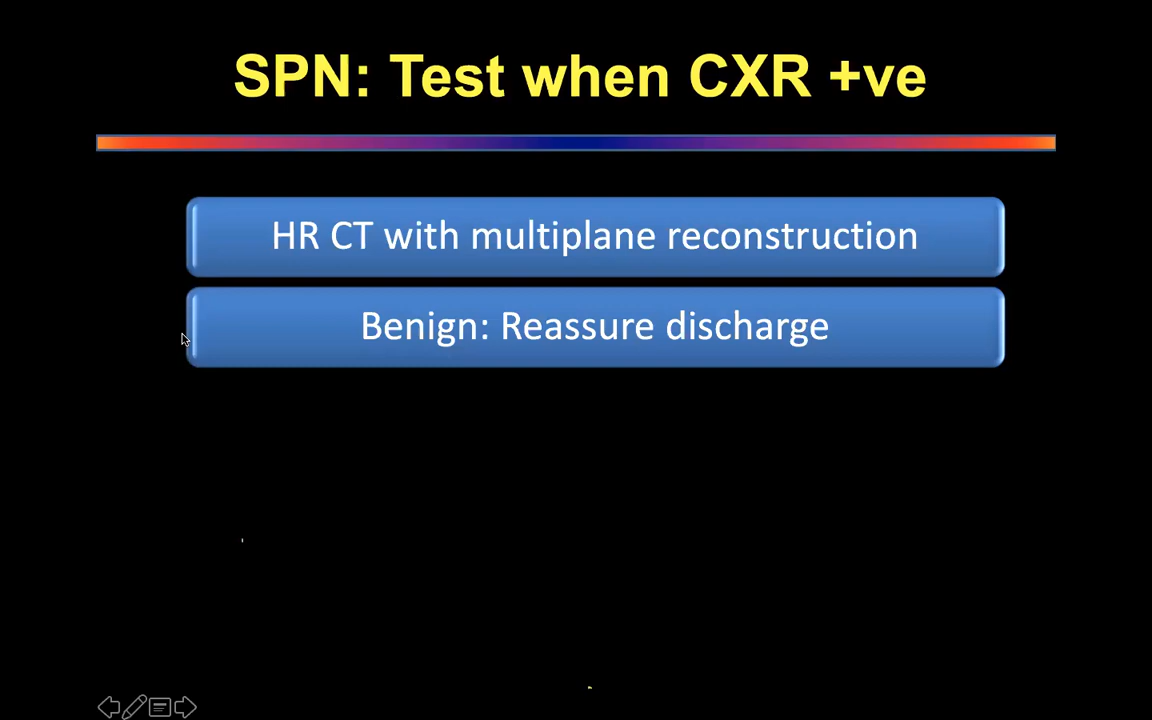 SPN: Test when CXR +ve
HR CT with multiplane reconstruction
Benign: Reassure discharge